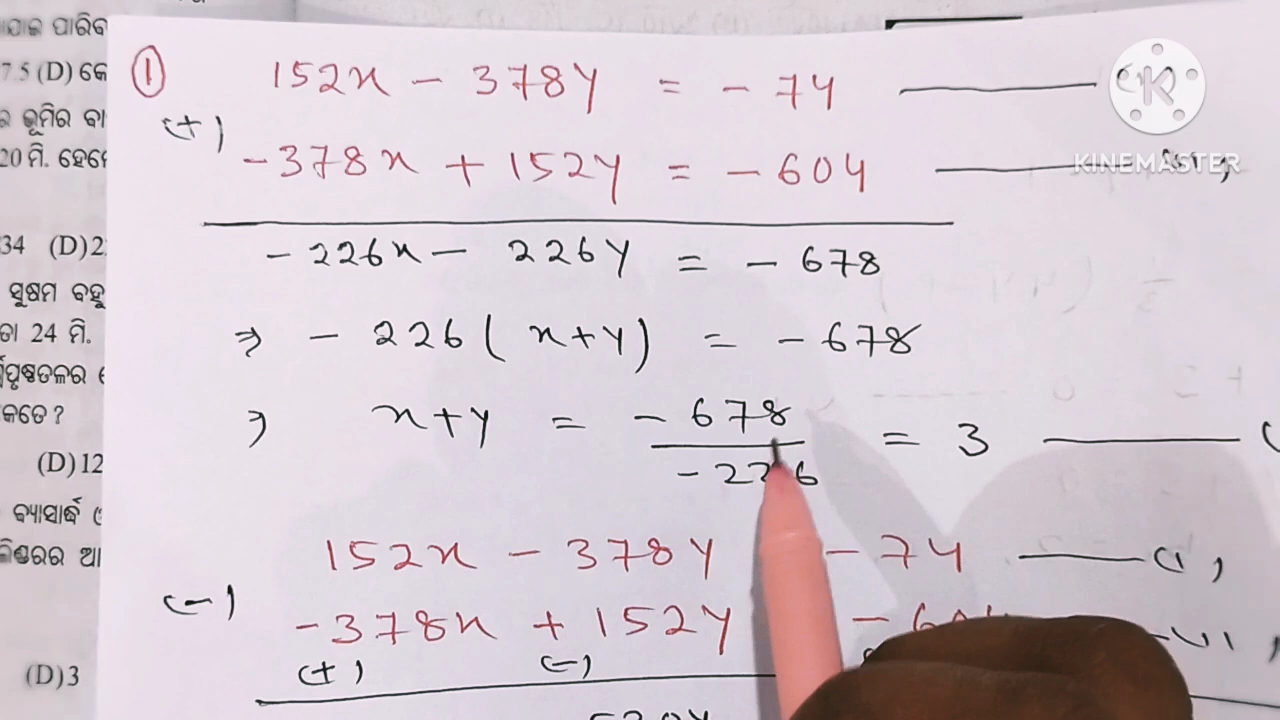 ପାରିବ
7.5 (D)
① 152x - 378y = - 74
ଭୂମିର
(+)
20 ମି.
-378x + 152y = - 604
KINEMASTER
34 (D) 2
- 226x - 226y = - 678
ସୁଷମ ବହୁ
24 ମି.
⇒ - 226 ( x+y) = - 678
ପୃଷ୍ଠତଳର
କେତେ ?
⇒ x+y = - 678 / - 226 = 3
(D) 12
ବ୍ୟାସାର୍ଦ୍ଧ
152x - 378y - 74 (1)
(-)
- 378x + 152y
(+) (-)
(D) 3